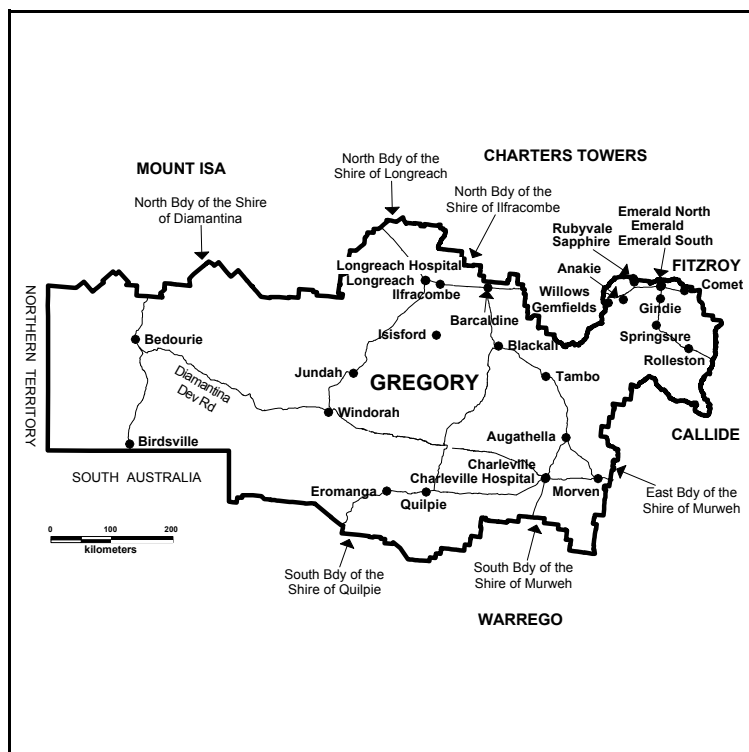 MOUNT ISA
North Bdy of the
Shire of Longreach
CHARTERS TOWERS
North Bdy of the Shire
of Diamantina
North Bdy of the
Shire of Ilfracombe
Emerald North
Emerald
Emerald South
Rubyvale
Sapphire
FITZROY
Anakie
Comet
Longreach Hospital
Longreach
Ilfracombe
Willows
Gemfields
Gindie
NORTHERN TERRITORY
Barcaldine
Bedourie
Isisford
Blackall
Springsure
Rolleston
Jundah
GREGORY
Tambo
Diamantina
Dev Rd
Windorah
CALLIDE
Birdsville
Augathella
SOUTH AUSTRALIA
Charleville
Charleville Hospital
Morven
Eromanga
Quilpie
East Bdy of the
Shire of Murweh
0 100 200
kilometers
South Bdy of the
Shire of Quilpie
South Bdy of the
Shire of Murweh
WARREGO